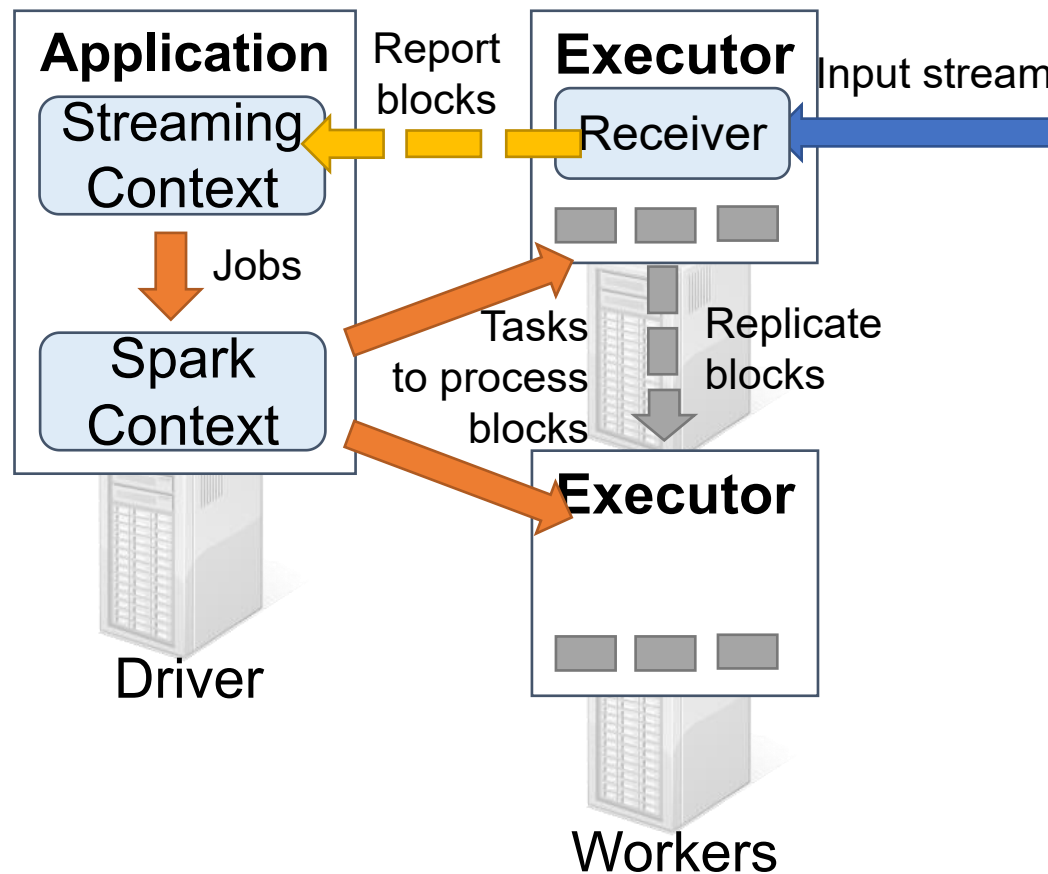 Application
Streaming
Context
Jobs
Spark
Context
Driver
Report
blocks
Executor
Receiver
Input stream
Tasks
to process
blocks
Replicate
blocks
Executor
Workers